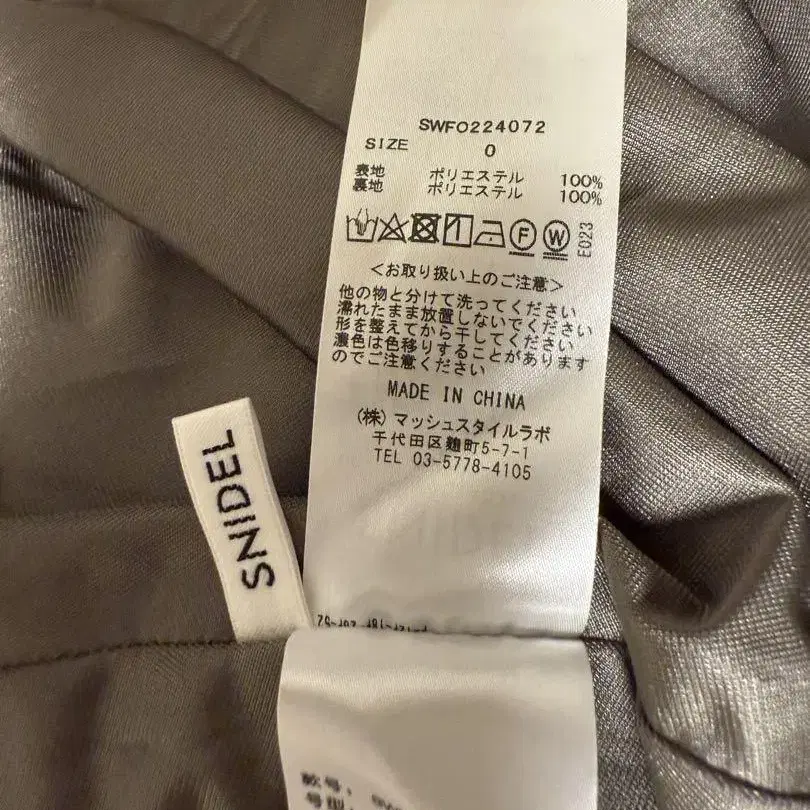 SWFO224072
SIZE 0
表地 ポリエステル 100%
裏地 ポリエステル 100%
F W E023
<お取り扱い上のご注意>
他の物と分けて洗ってください
濡れたまま放置しないでください
形を整えてから干してください
濃色は色移りすることがあります
のでご注意ください
MADE IN CHINA
(株) マッシュスタイルラボ
千代田区麹町5-7-1
TEL 03-5778-4105
SNIDEL
款号:
号型